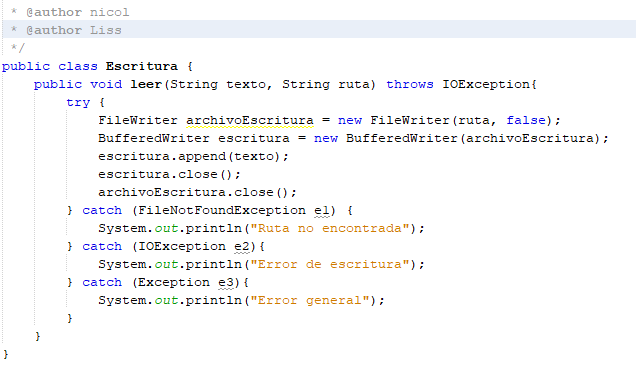 * @author nicol
* @author Liss
*/
public class Escritura {
public void leer(String texto, String ruta) throws IOException{
try {
FileWriter archivoEscritura = new FileWriter(ruta, false);
BufferedWriter escritura = new BufferedWriter(archivoEscritura);
escritura.append(texto);
escritura.close();
archivoEscritura.close();
} catch (FileNotFoundException e1) {
System.out.println("Ruta no encontrada");
} catch (IOException e2){
System.out.println("Error de escritura");
} catch (Exception e3){
System.out.println("Error general");
}
}
}